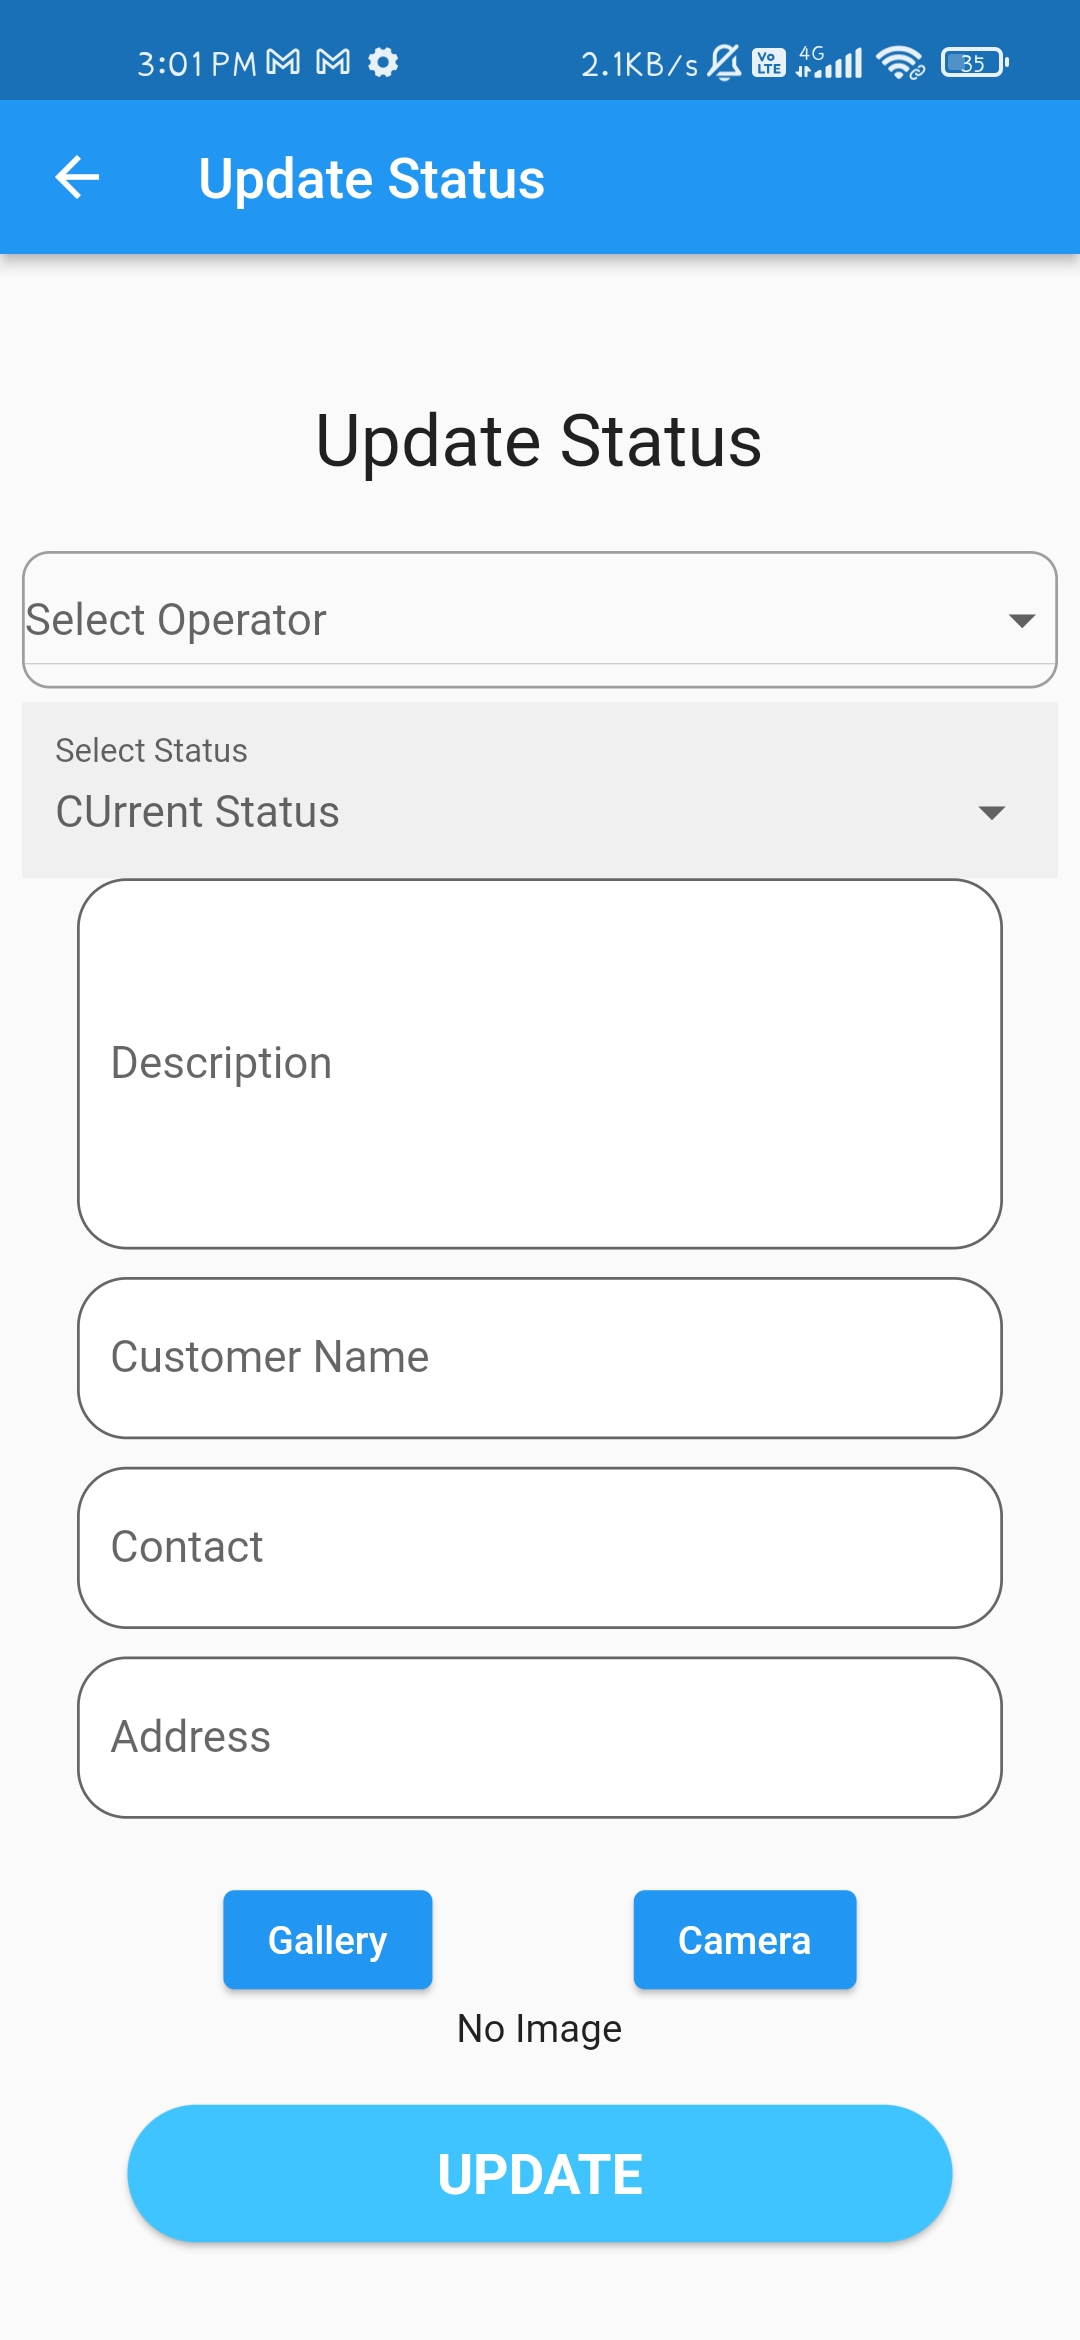 3:01 PM 2.1KB/s Vo LTE 4G 35
Update Status
Update Status
Select Operator
Select Status
CUrrent Status
Description
Customer Name
Contact
Address
Gallery Camera
No Image
UPDATE